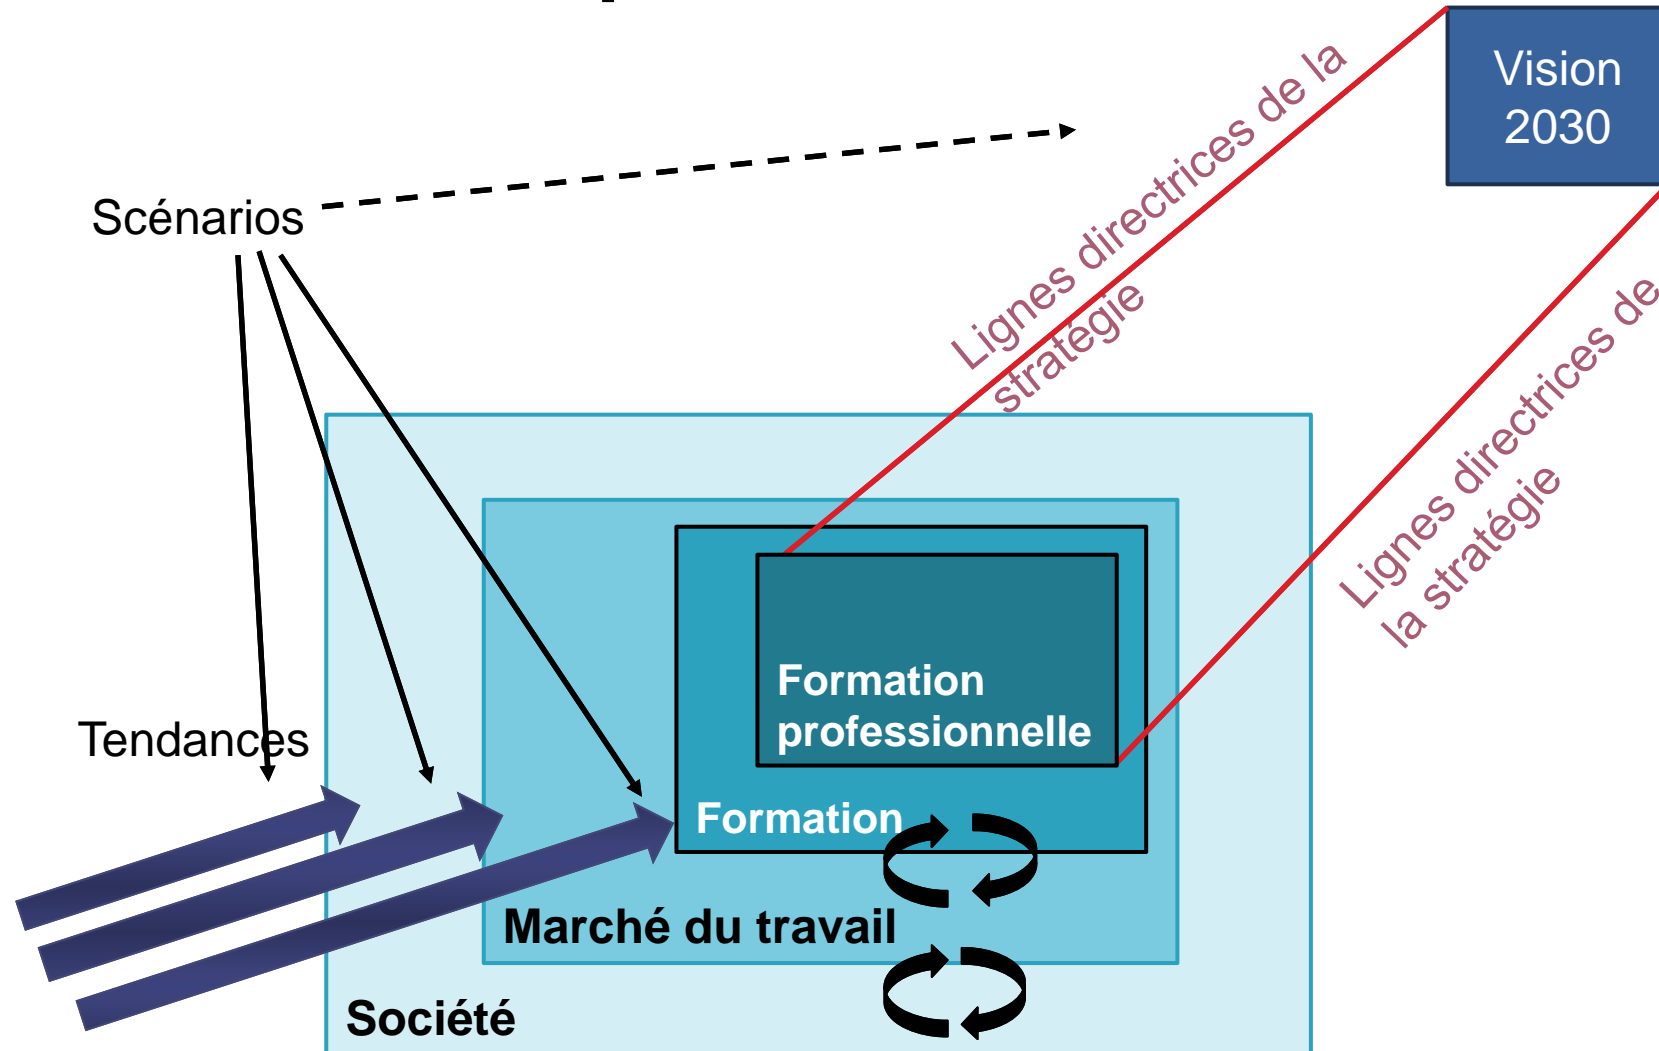 Vision
2030
Lignes directrices de la
stratégie
Scénarios
Lignes directrices de
la stratégie
Tendances
Formation
professionnelle
Formation
Marché du travail
Société